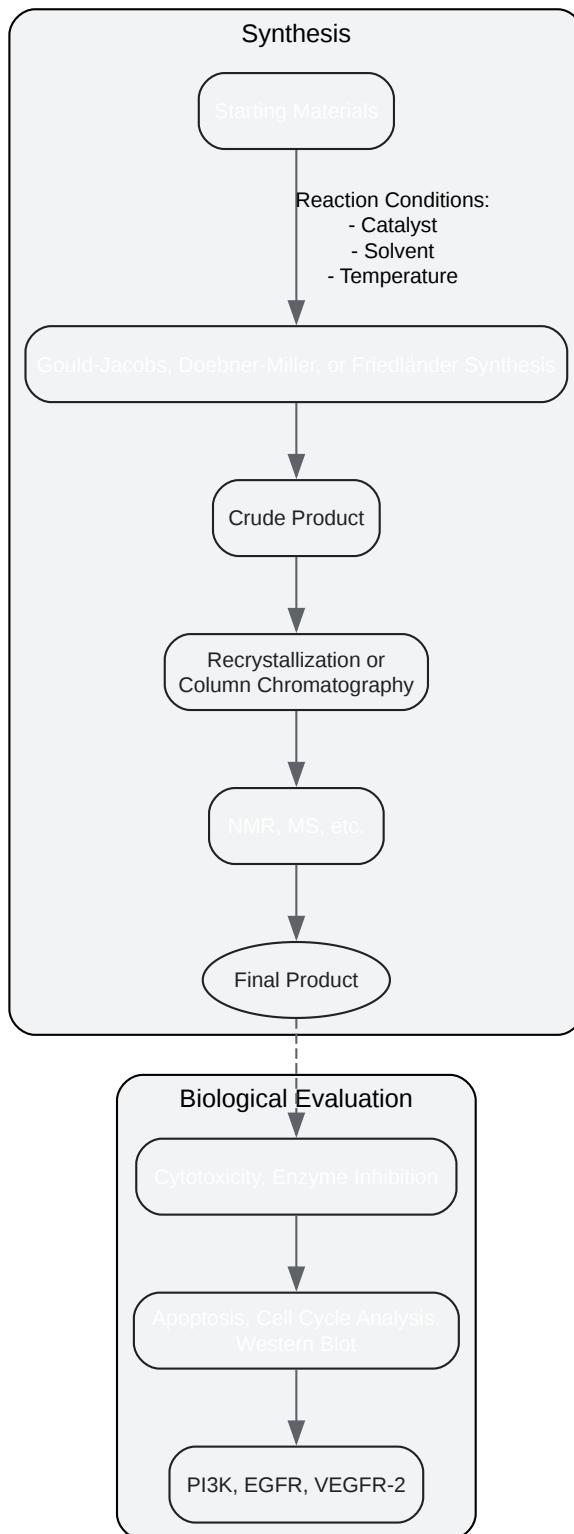 Synthesis
Starting Materials
Reaction Conditions:
- Catalyst
- Solvent
- Temperature
Gould-Jacobs, Doebner-Miller, or Friedländer Synthesis
Crude Product
Recrystallization or
Column Chromatography
NMR, MS, etc.
Final Product
Biological Evaluation
Cytotoxicity, Enzyme Inhibition
Apoptosis, Cell Cycle Analysis,
Western Blot
PI3K, EGFR, VEGFR-2